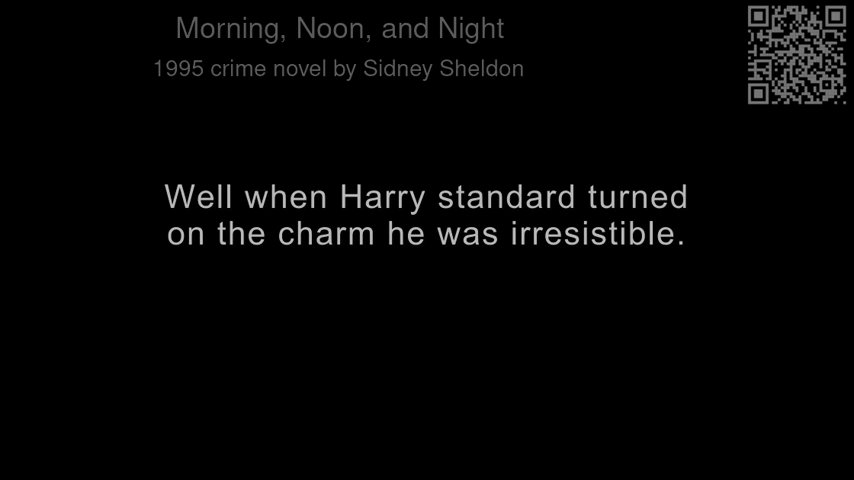 Morning, Noon, and Night
1995 crime novel by Sidney Sheldon
Well when Harry standard turned
on the charm he was irresistible.